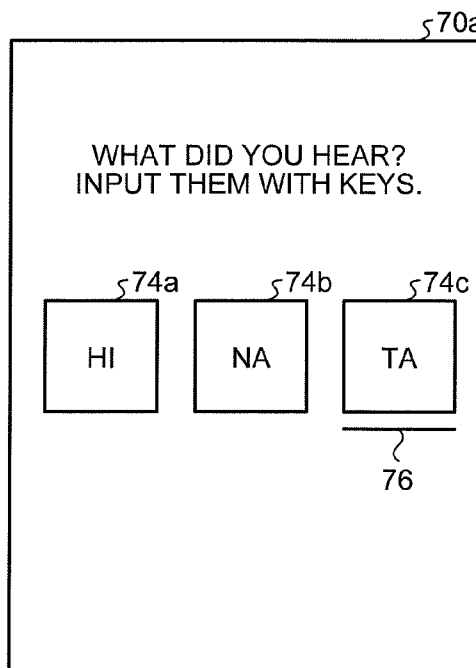 70a
WHAT DID YOU HEAR?
INPUT THEM WITH KEYS.
74a 74b 74c
HI NA TA
76